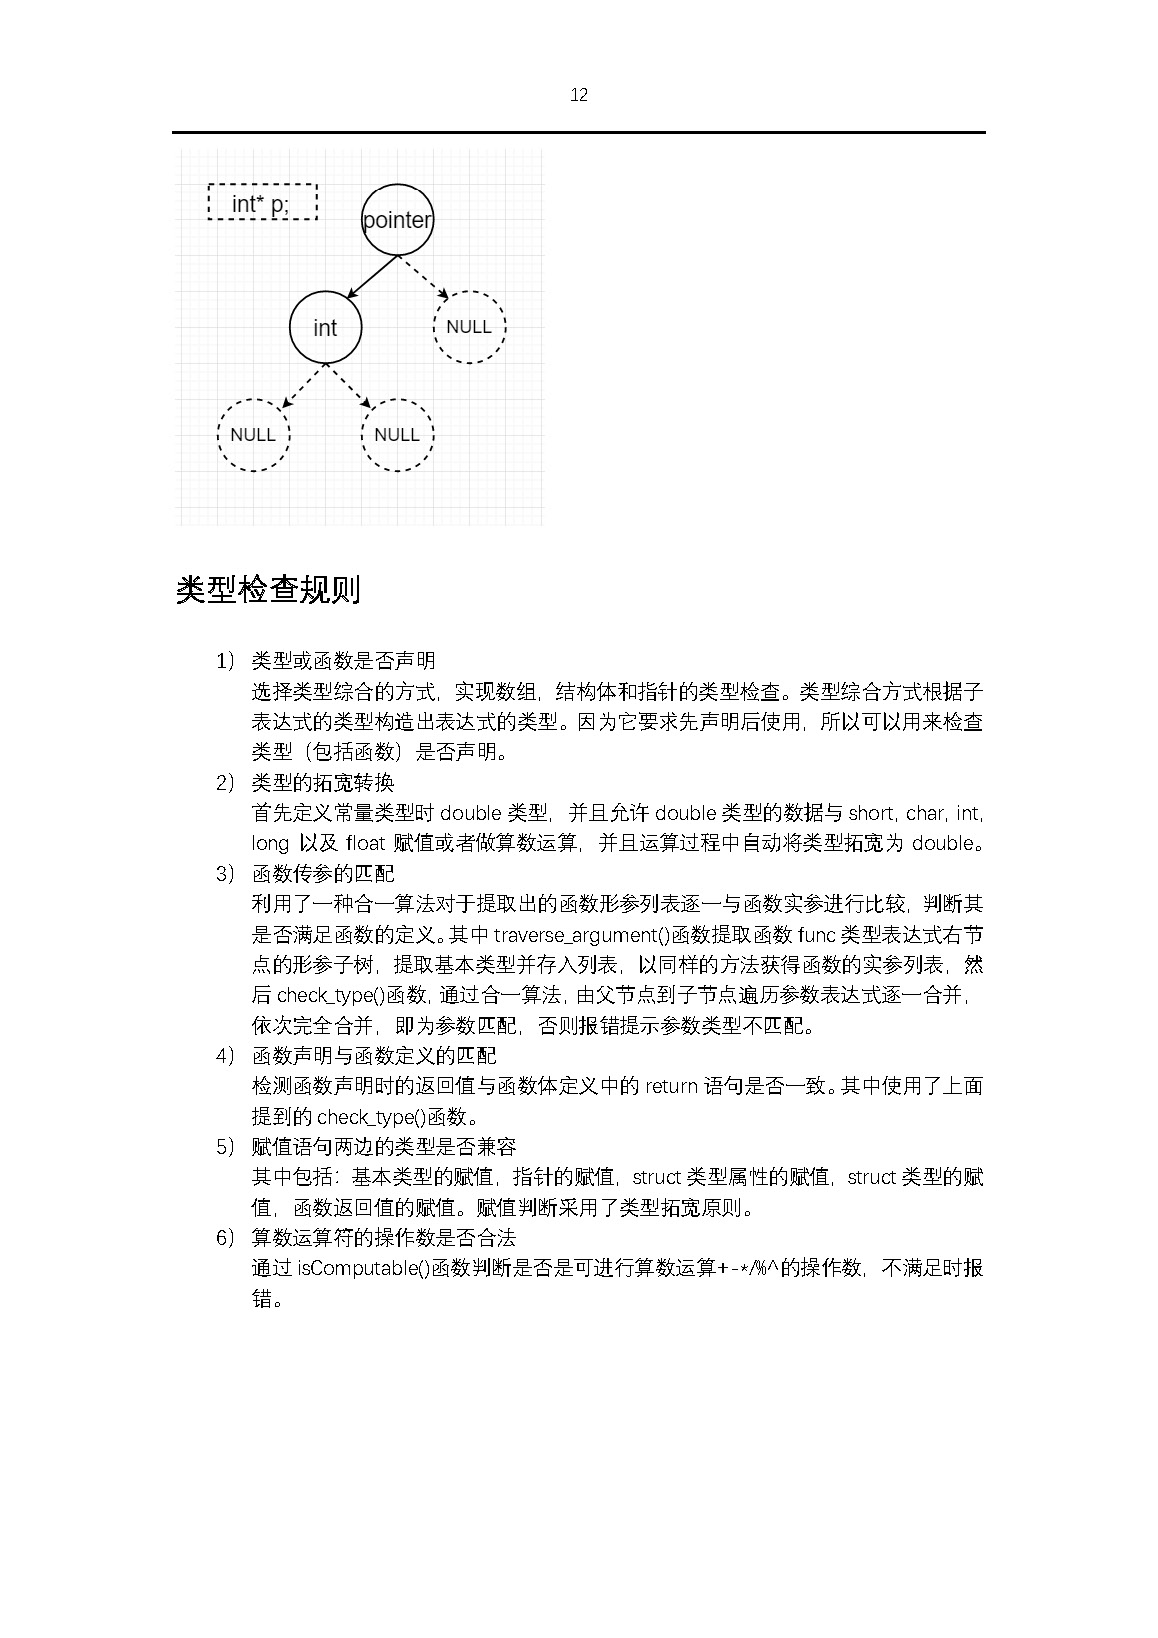 12
int* p;
pointer
int
NULL
NULL
NULL
类型检查规则
1) 类型或函数是否声明
选择类型综合的方式，实现数组，结构体和指针的类型检查。类型综合方式根据子
表达式的类型构造出表达式的类型。因为它要求先声明后使用，所以可以用来检查
类型（包括函数）是否声明。
2) 类型的拓宽转换
首先定义常量类型时 double 类型，并且允许 double 类型的数据与 short, char, int,
long 以及 float 赋值或者做算数运算，并且运算过程中自动将类型拓宽为 double。
3) 函数传参的匹配
利用了一种合一算法对于提取出的函数形参列表逐一与函数实参进行比较，判断其
是否满足函数的定义。其中 traverse_argument()函数提取函数 func 类型表达式右节
点的形参子树，提取基本类型并存入列表，以同样的方法获得函数的实参列表，然
后 check_type()函数，通过合一算法，由父节点到子节点遍历参数表达式逐一合并，
依次完全合并，即为参数匹配，否则报错提示参数类型不匹配。
4) 函数声明与函数定义的匹配
检测函数声明时的返回值与函数体定义中的 return 语句是否一致。其中使用了上面
提到的 check_type()函数。
5) 赋值语句两边的类型是否兼容
其中包括：基本类型的赋值，指针的赋值，struct 类型属性的赋值，struct 类型的赋
值，函数返回值的赋值。赋值判断采用了类型拓宽原则。
6) 算数运算符的操作数是否合法
通过 isComputable()函数判断是否是可进行算数运算+-*/%^的操作数，不满足时报
错。